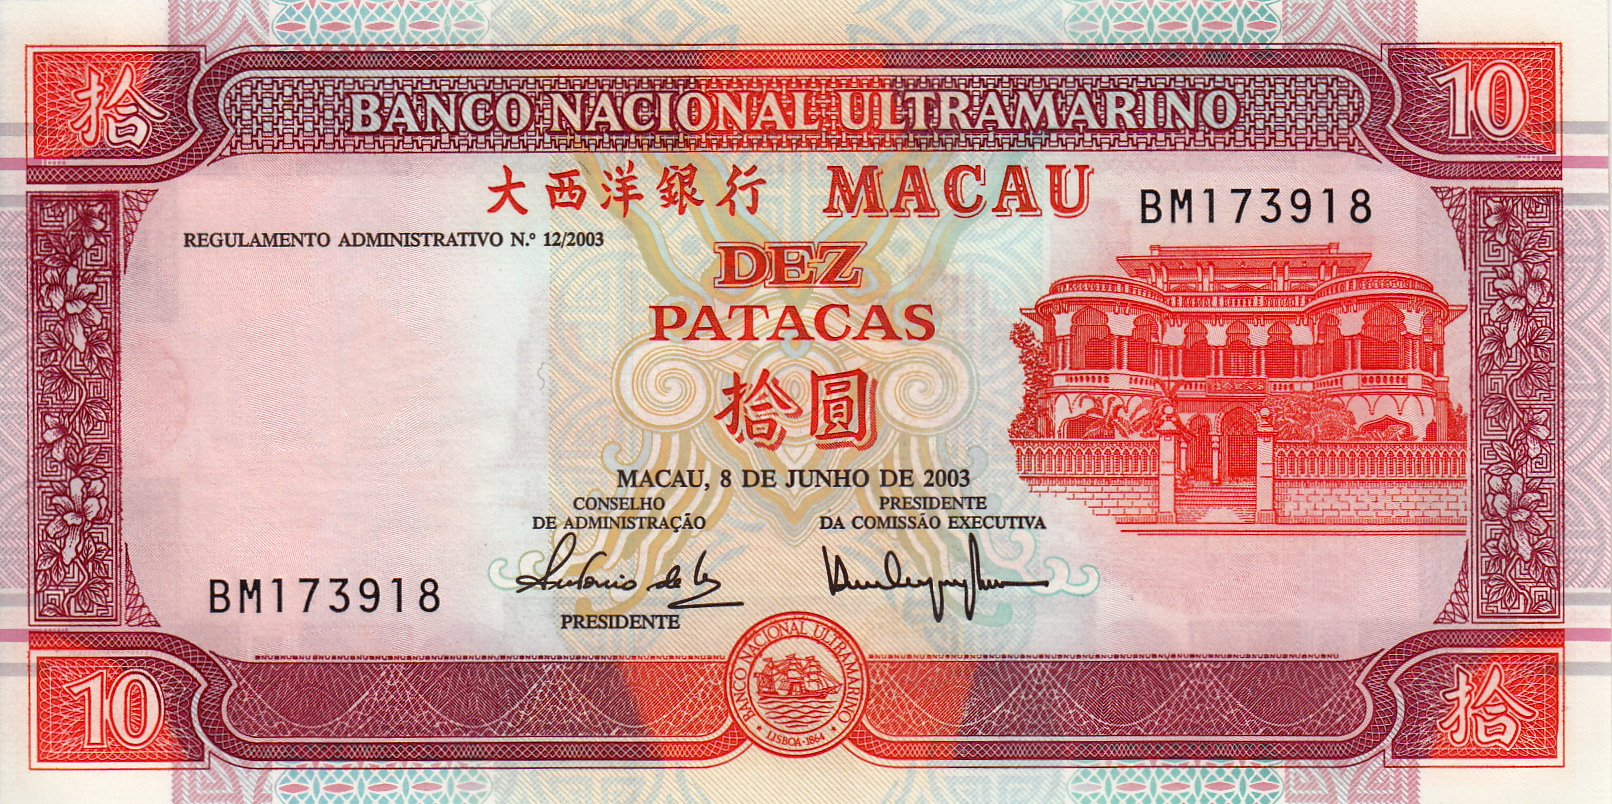 拾
10
BANCO NACIONAL ULTRAMARINO
大西洋銀行 MACAU
BM173918
REGULAMENTO ADMINISTRATIVO N.º 12/2003
DEZ
PATACAS
拾圓
MACAU, 8 DE JUNHO DE 2003
CONSELHO
DE ADMINISTRAÇÃO
PRESIDENTE
DA COMISSÃO EXECUTIVA
BM173918
PRESIDENTE
BANCO NACIONAL ULTRAMARINO
LISBOA-1864
10
拾